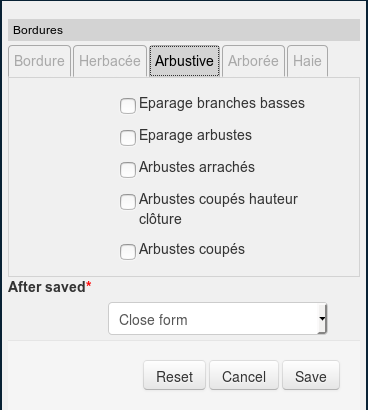 Bordures
Bordure Herbacée Arbustive Arborée Haie
Eparage branches basses
Eparage arbustes
Arbustes arrachés
Arbustes coupés hauteur
clôture
Arbustes coupés
After saved*
Close form
Reset Cancel Save